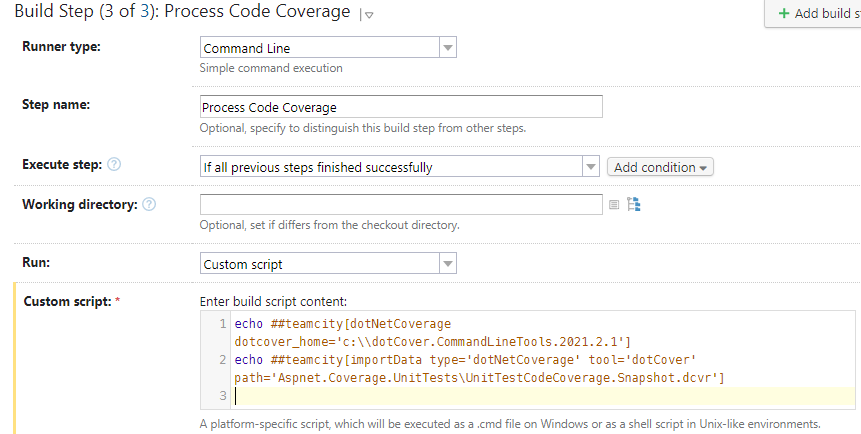 Build Step (3 of 3): Process Code Coverage
+ Add build s
Runner type:
Command Line
Simple command execution
Step name:
Process Code Coverage
Optional, specify to distinguish this build step from other steps.
Execute step: ?
If all previous steps finished successfully
Add condition
Working directory: ?
Optional, set if differs from the checkout directory.
Run:
Custom script
Custom script: *
Enter build script content:
1 echo ##teamcity[dotNetCoverage
dotcover_home='c:\\dotCover.CommandLineTools.2021.2.1']
2 echo ##teamcity[importData type='dotNetCoverage' tool='dotCover'
path='Aspnet.Coverage.UnitTests\UnitTestCodeCoverage.Snapshot.dcvr']
3
A platform-specific script, which will be executed as a .cmd file on Windows or as a shell script in Unix-like environments.